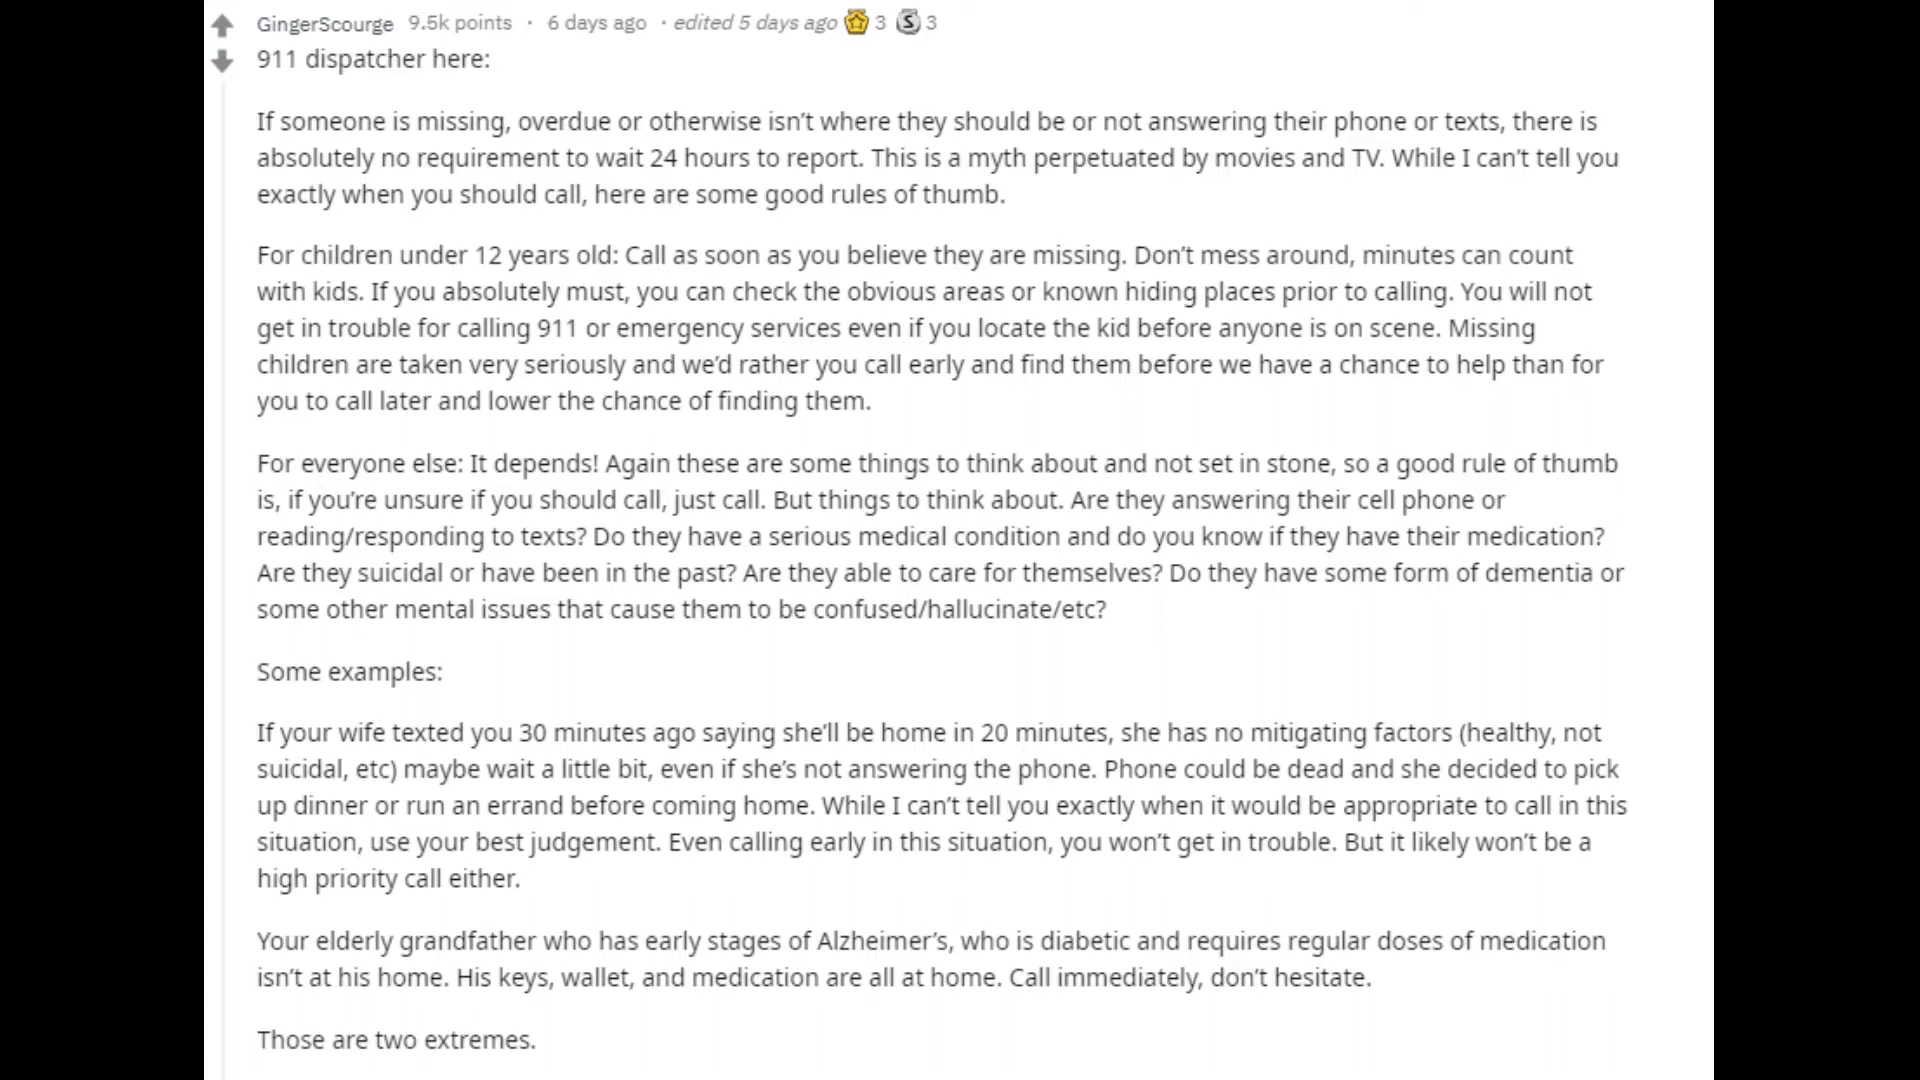 GingerScourge 9.5k points · 6 days ago · edited 5 days ago 3 S 3
911 dispatcher here:
If someone is missing, overdue or otherwise isn't where they should be or not answering their phone or texts, there is
absolutely no requirement to wait 24 hours to report. This is a myth perpetuated by movies and TV. While I can't tell you
exactly when you should call, here are some good rules of thumb.
For children under 12 years old: Call as soon as you believe they are missing. Don't mess around, minutes can count
with kids. If you absolutely must, you can check the obvious areas or known hiding places prior to calling. You will not
get in trouble for calling 911 or emergency services even if you locate the kid before anyone is on scene. Missing
children are taken very seriously and we'd rather you call early and find them before we have a chance to help than for
you to call later and lower the chance of finding them.
For everyone else: It depends! Again these are some things to think about and not set in stone, so a good rule of thumb
is, if you're unsure if you should call, just call. But things to think about. Are they answering their cell phone or
reading/responding to texts? Do they have a serious medical condition and do you know if they have their medication?
Are they suicidal or have been in the past? Are they able to care for themselves? Do they have some form of dementia or
some other mental issues that cause them to be confused/hallucinate/etc?
Some examples:
If your wife texted you 30 minutes ago saying she'll be home in 20 minutes, she has no mitigating factors (healthy, not
suicidal, etc) maybe wait a little bit, even if she's not answering the phone. Phone could be dead and she decided to pick
up dinner or run an errand before coming home. While I can't tell you exactly when it would be appropriate to call in this
situation, use your best judgement. Even calling early in this situation, you won't get in trouble. But it likely won't be a
high priority call either.
Your elderly grandfather who has early stages of Alzheimer's, who is diabetic and requires regular doses of medication
isn't at his home. His keys, wallet, and medication are all at home. Call immediately, don't hesitate.
Those are two extremes.